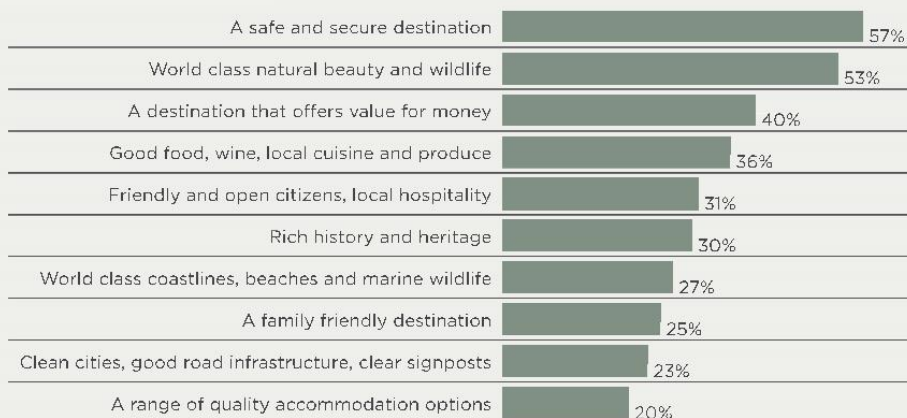 A safe and secure destination 57%
World class natural beauty and wildlife 53%
A destination that offers value for money 40%
Good food, wine, local cuisine and produce 36%
Friendly and open citizens, local hospitality 31%
Rich history and heritage 30%
World class coastlines, beaches and marine wildlife 27%
A family friendly destination 25%
Clean cities, good road infrastructure, clear signposts 23%
A range of quality accommodation options 20%